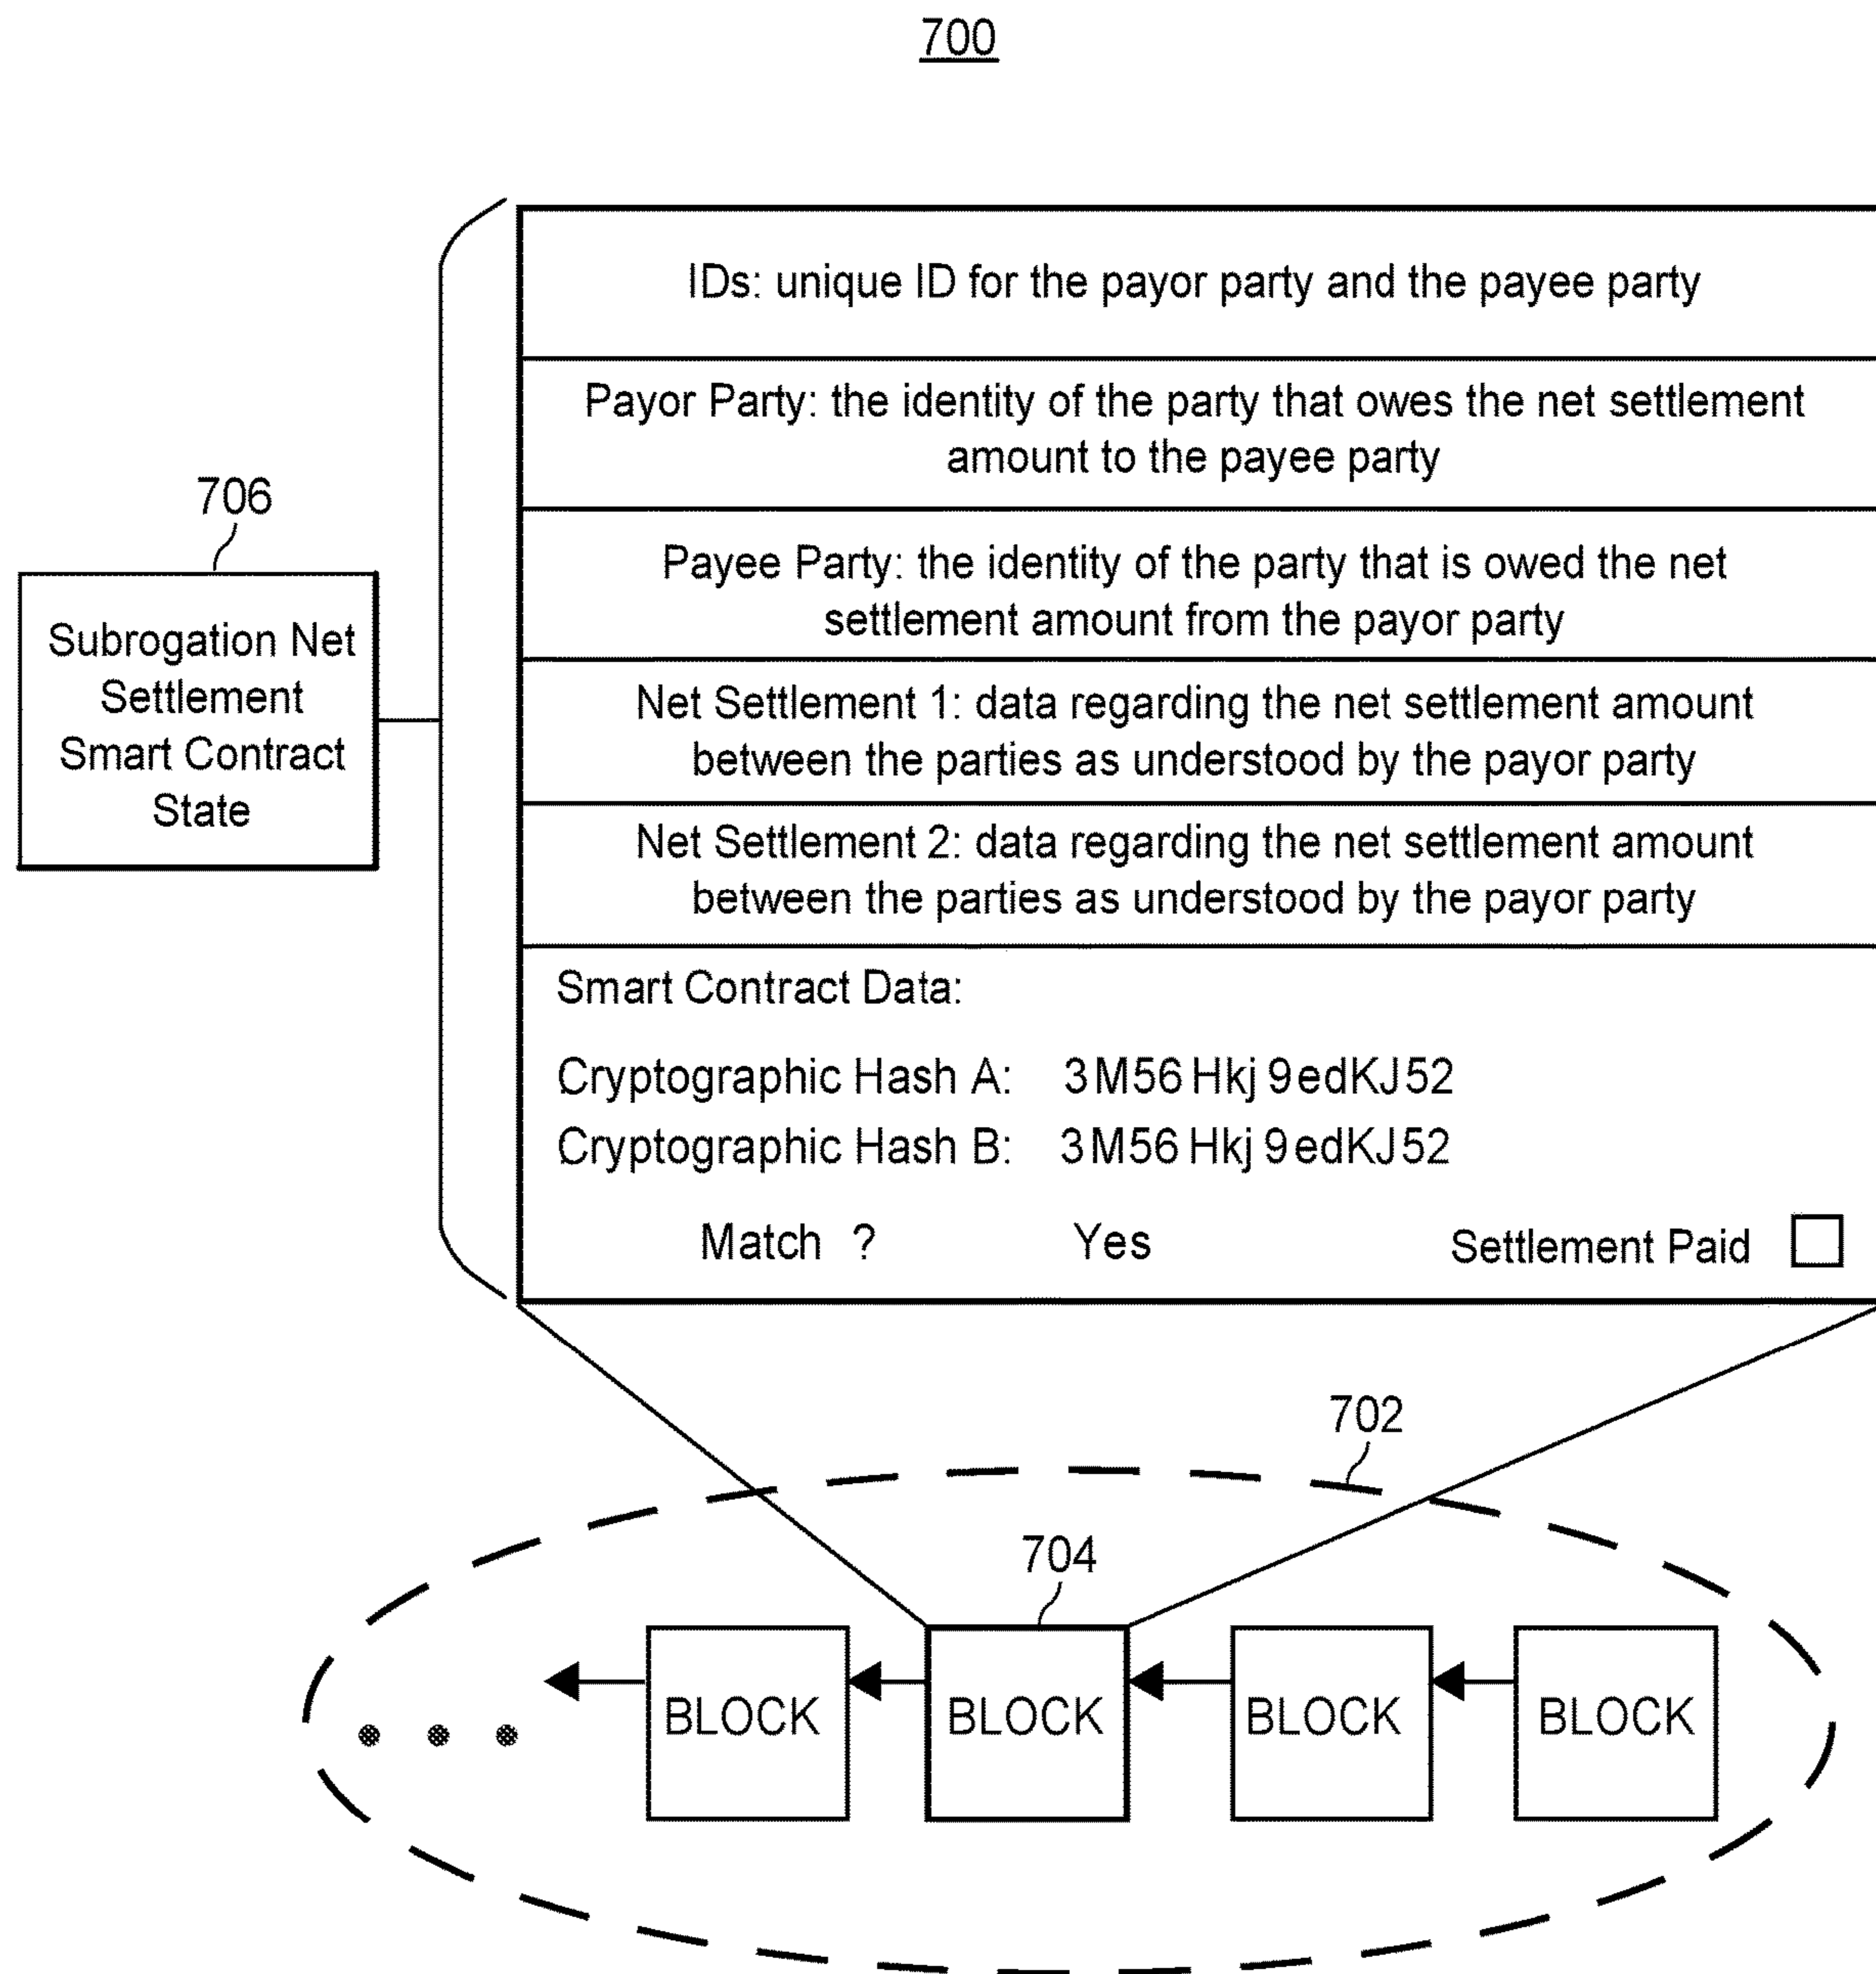 700
IDs: unique ID for the payor party and the payee party
Payor Party: the identity of the party that owes the net settlement
amount to the payee party
Payee Party: the identity of the party that is owed the net
settlement amount from the payor party
Net Settlement 1: data regarding the net settlement amount
between the parties as understood by the payor party
Net Settlement 2: data regarding the net settlement amount
between the parties as understood by the payor party
706
Subrogation Net
Settlement
Smart Contract
State
Smart Contract Data:
Cryptographic Hash A: 3M56Hkj9edKJ52
Cryptographic Hash B: 3M56Hkj9edKJ52
Match ? Yes Settlement Paid
702
704
BLOCK BLOCK BLOCK BLOCK